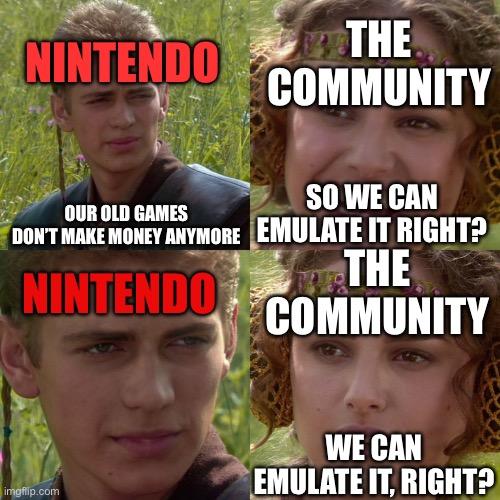 NINTENDO
OUR OLD GAMES
DON'T MAKE MONEY ANYMORE
THE
COMMUNITY
SO WE CAN
EMULATE IT RIGHT?
NINTENDO
THE
COMMUNITY
WE CAN
EMULATE IT, RIGHT?
imgflip.com